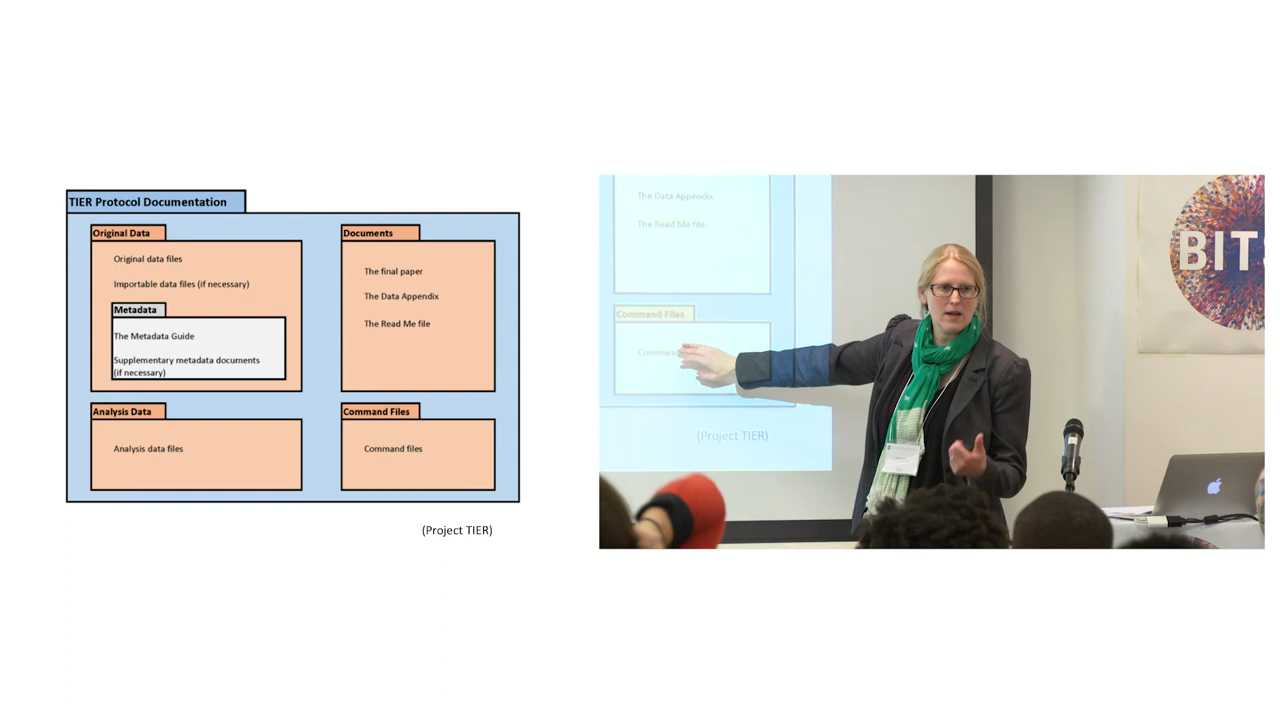 TIER Protocol Documentation
Original Data
Original data files
Importable data files (if necessary)
Metadata
The Metadata Guide
Supplementary metadata documents
(if necessary)
Documents
The final paper
The Data Appendix
The Read Me file
Analysis Data
Analysis data files
Command Files
Command files
(Project TIER)
The Data Appendix
The Read Me file
Command Files
(Project TIER)